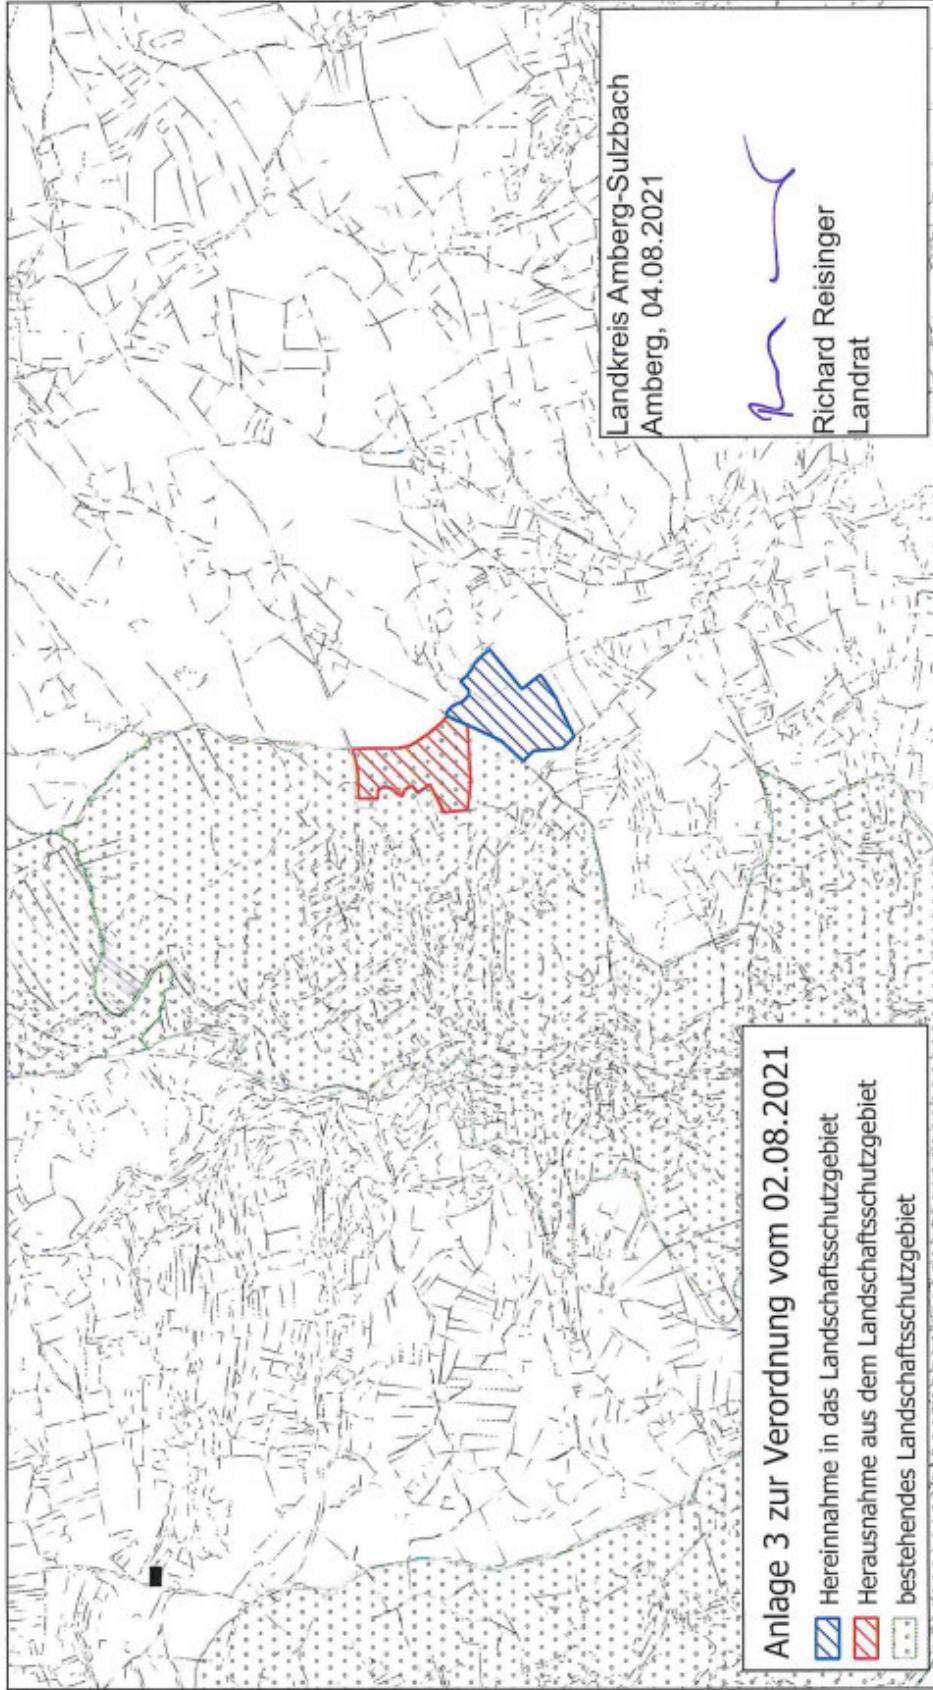 Anlage 3 zur Verordnung vom 02.08.2021
Hereinnahme in das Landschaftsschutzgebiet
Herausnahme aus dem Landschaftsschutzgebiet
bestehendes Landschaftsschutzgebiet
Landkreis Amberg-Sulzbach
Amberg, 04.08.2021
Richard Reisinger
Landrat